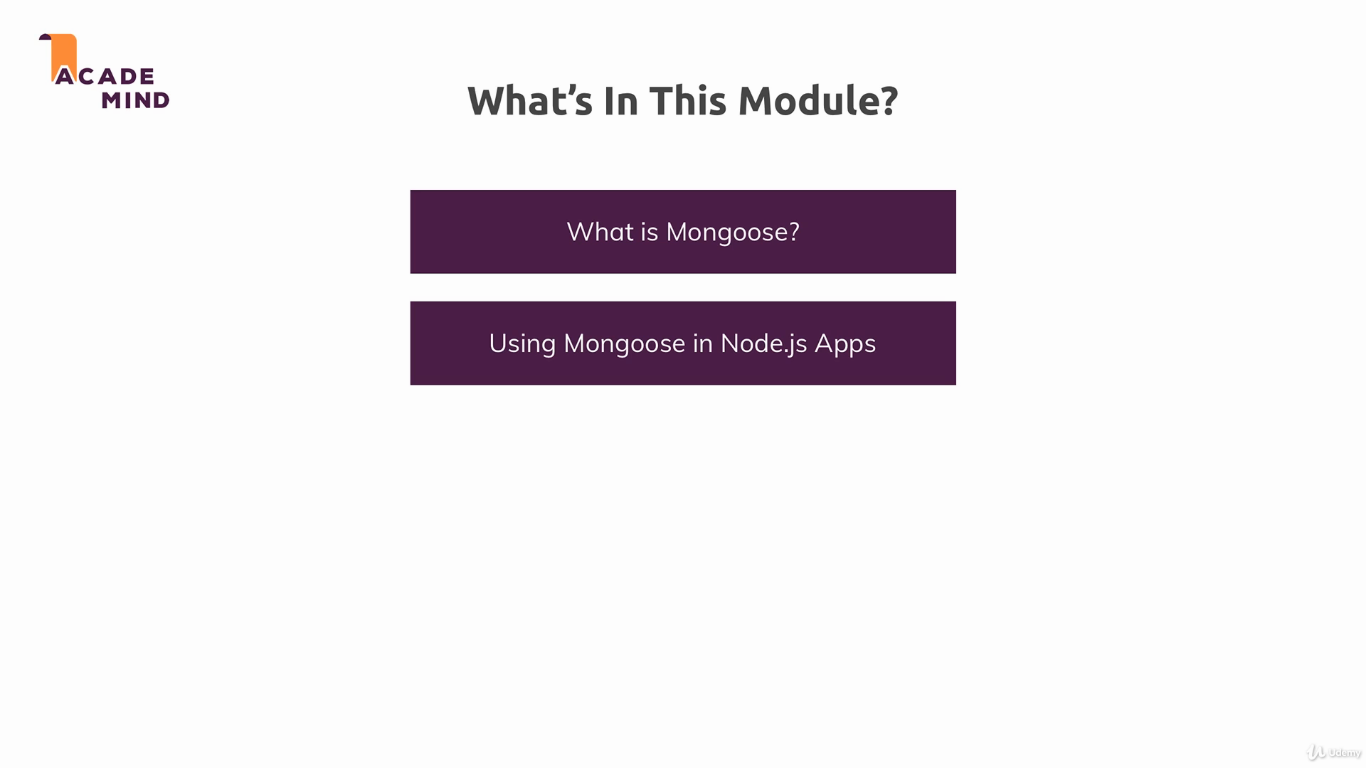 ACADE
MIND
What's In This Module?
What is Mongoose?
Using Mongoose in Node.js Apps
Udemy